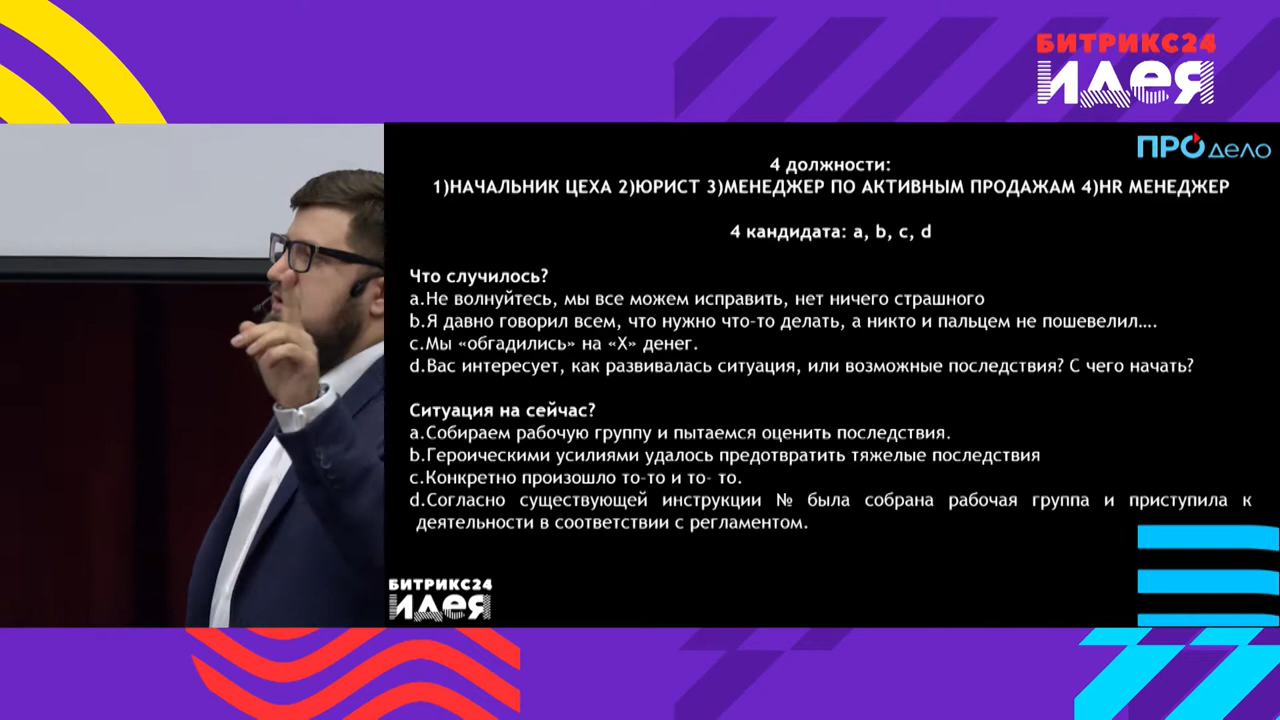 БИТРИКС24
ИДЕЯ
ПРОдело
4 должности:
1)НАЧАЛЬНИК ЦЕХА 2)ЮРИСТ 3)МЕНЕДЖЕР ПО АКТИВНЫМ ПРОДАЖАМ 4)HR МЕНЕДЖЕР
4 кандидата: a, b, c, d
Что случилось?
a.Не волнуйтесь, мы все можем исправить, нет ничего страшного
b.Я давно говорил всем, что нужно что-то делать, а никто и пальцем не пошевелил....
c.Мы «обгадились» на «Х» денег.
d.Вас интересует, как развивалась ситуация, или возможные последствия? С чего начать?
Ситуация на сейчас?
a.Собираем рабочую группу и пытаемся оценить последствия.
b.Героическими усилиями удалось предотвратить тяжелые последствия
c.Конкретно произошло то-то и то- то.
d.Согласно существующей инструкции № была собрана рабочая группа и приступила к
деятельности в соответствии с регламентом.
БИТРИКС24
ИДЕЯ